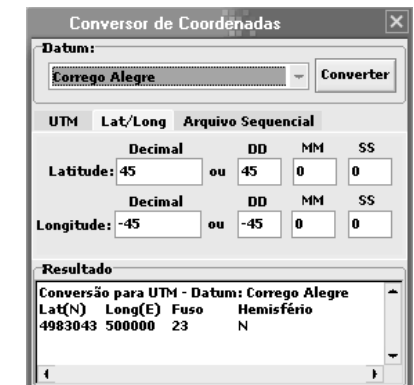 Conversor de Coordenadas
Datum:
Corrego Alegre Converter
UTM Lat/Long Arquivo Sequencial
Decimal DD MM SS
Latitude: 45 ou 45 0 0
Decimal DD MM SS
Longitude: -45 ou -45 0 0
Resultado
Conversão para UTM - Datum: Corrego Alegre
Lat(N) Long(E) Fuso Hemisfério
4983043 500000 23 N